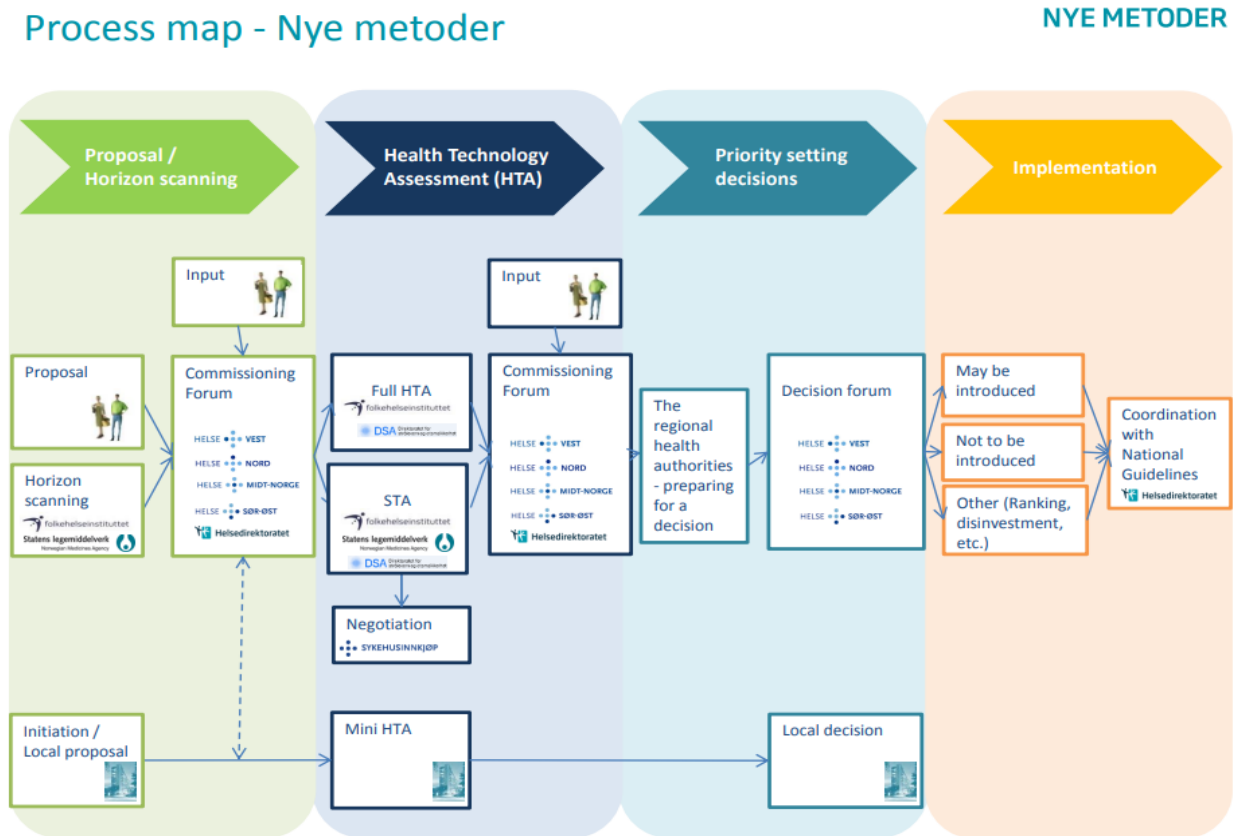 Process map - Nye metoder
NYE METODER
Proposal /
Horizon scanning
Health Technology
Assessment (HTA)
Priority setting
decisions
Implementation
Input
Input
Proposal
Horizon
scanning
folkehelseinstituttet
Statens legemiddelverk
Norwegian Medicines Agency
Commissioning
Forum
HELSE VEST
HELSE NORD
HELSE MIDT-NORGE
HELSE SØR-ØST
Helsedirektoratet
Full HTA
folkehelseinstituttet
DSA
STA
folkehelseinstituttet
Statens legemiddelverk
Norwegian Medicines Agency
DSA
Negotiation
SYKEHUSINNKJØP
Commissioning
Forum
HELSE VEST
HELSE NORD
HELSE MIDT-NORGE
HELSE SØR-ØST
Helsedirektoratet
The
regional
health
authorities
- preparing
for a
decision
Decision forum
HELSE VEST
HELSE NORD
HELSE MIDT-NORGE
HELSE SØR-ØST
May be
introduced
Not to be
introduced
Other (Ranking,
disinvestment,
etc.)
Coordination
with
National
Guidelines
Helsedirektoratet
Initiation /
Local proposal
Mini HTA
Local decision